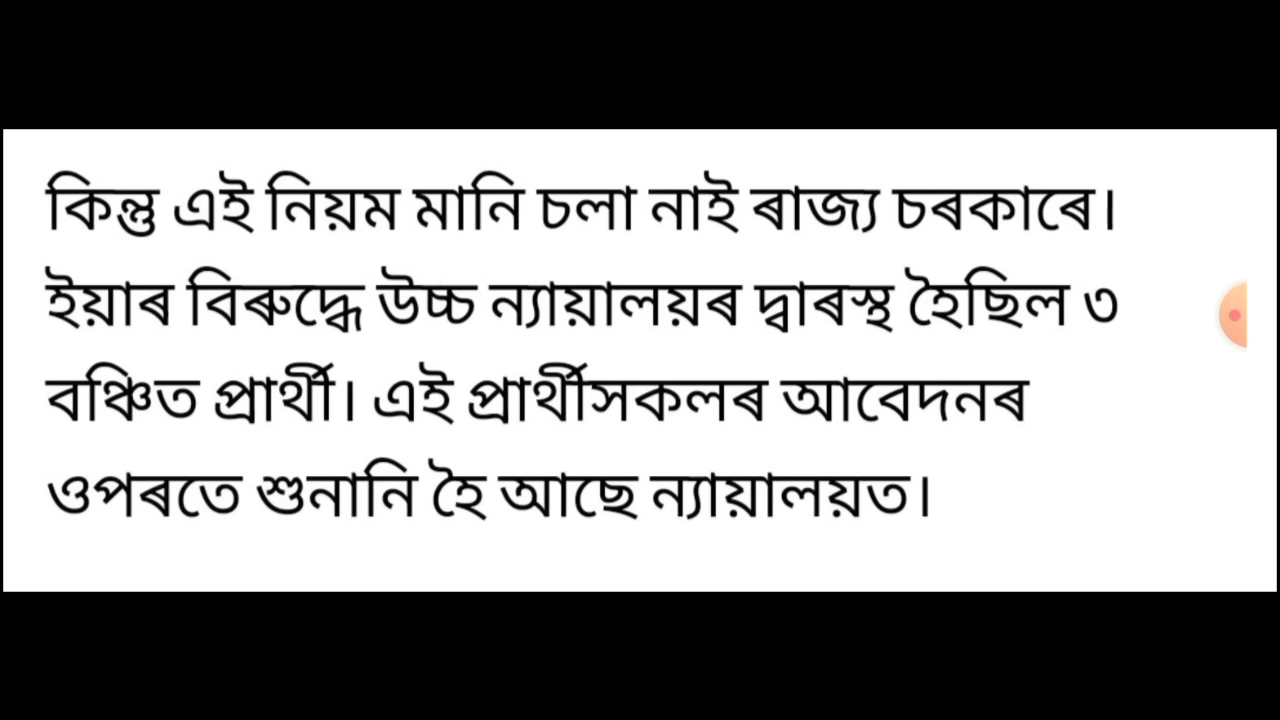 কিন্তু এই নিয়ম মানি চলা নাই ৰাজ্য চৰকাৰে।
ইয়াৰ বিৰুদ্ধে উচ্চ ন্যায়ালয়ৰ দ্বাৰস্থ হৈছিল ৩
বঞ্চিত প্ৰাৰ্থী। এই প্ৰাৰ্থীসকলৰ আবেদনৰ
ওপৰতে শুনানি হৈ আছে ন্যায়ালয়ত।